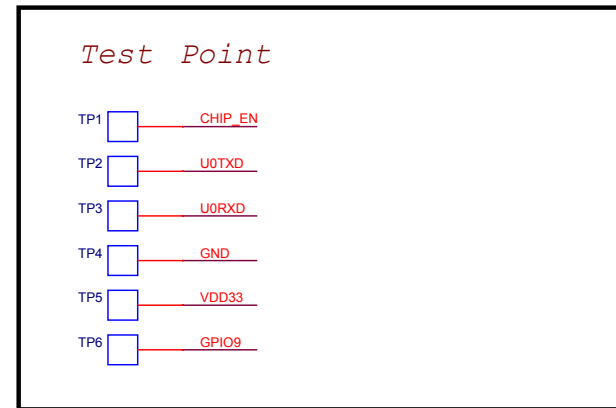 Test Point
TP1 CHIP_EN
TP2 U0TXD
TP3 U0RXD
TP4 GND
TP5 VDD33
TP6 GPIO9